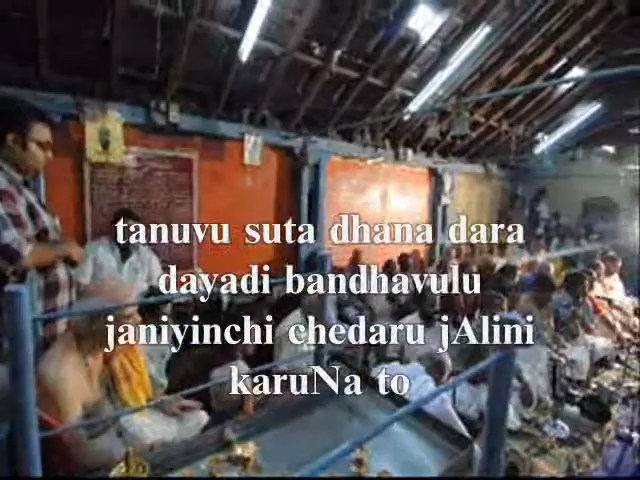 tanuvu suta dhana dara
dayadi bandhavulu
janiyinchi chedaru jAlini
karuNa to